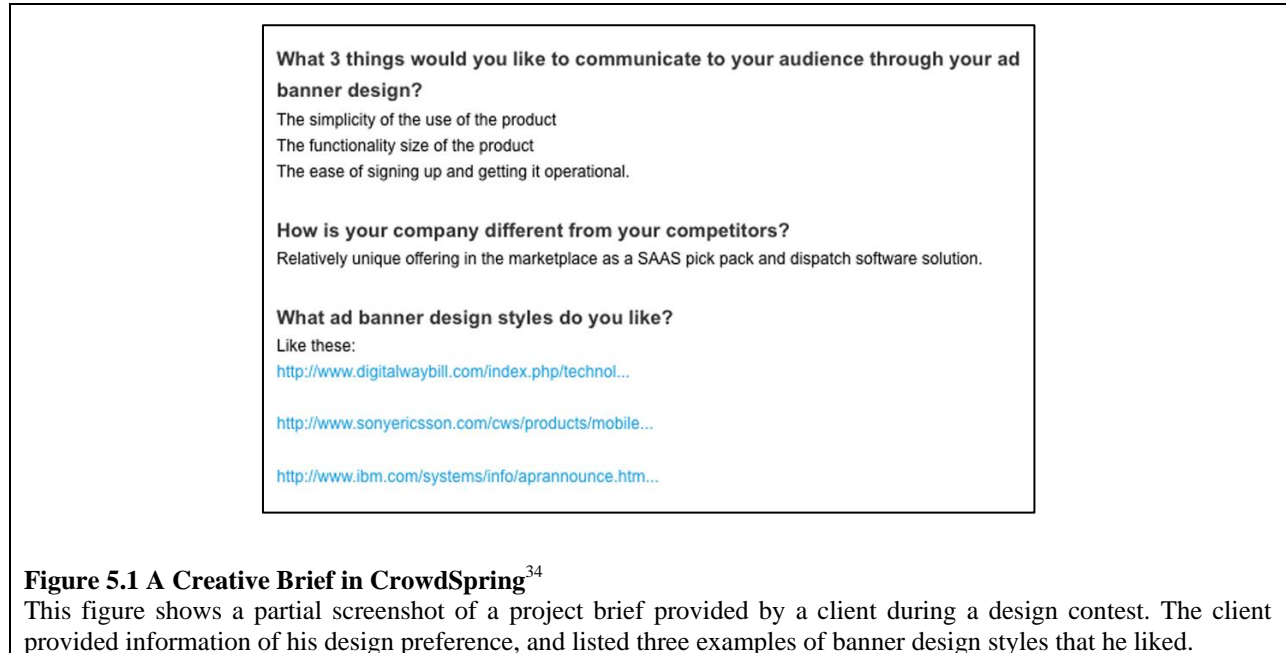 What 3 things would you like to communicate to your audience through your ad
banner design?
The simplicity of the use of the product
The functionality size of the product
The ease of signing up and getting it operational.
How is your company different from your competitors?
Relatively unique offering in the marketplace as a SAAS pick pack and dispatch software solution.
What ad banner design styles do you like?
Like these:
http://www.digitalwaybill.com/index.php/technol...
http://www.sonyericsson.com/cws/products/mobile...
http://www.ibm.com/systems/info/aprannounce.htm...
Figure 5.1 A Creative Brief in CrowdSpring34
This figure shows a partial screenshot of a project brief provided by a client during a design contest. The client
provided information of his design preference, and listed three examples of banner design styles that he liked.